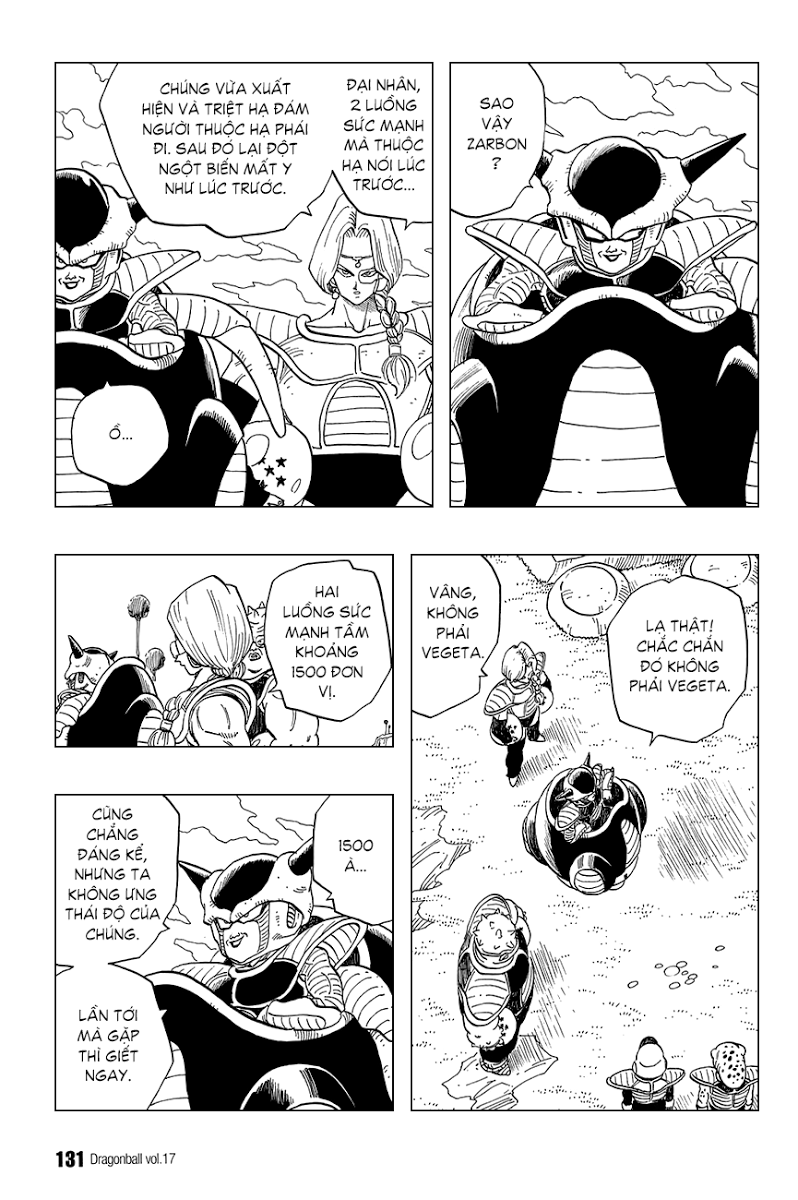 SAO
VẬY
ZARBON
?
ĐẠI NHÂN,
2 LUỒNG
SỨC MẠNH
MÀ THUỘC
HẠ NÓI LÚC
TRƯỚC...
CHÚNG VỪA XUẤT
HIỆN VÀ TRIỆT HẠ ĐÁM
NGƯỜI THUỘC HẠ PHÁI
ĐI. SAU ĐÓ LẠI ĐỘT
NGỘT BIẾN MẤT Y
NHƯ LÚC TRƯỚC.
Ồ...
LẠ THẬT!
CHẮC CHẮN
ĐÓ KHÔNG
PHẢI VEGETA.
VÂNG,
KHÔNG
PHẢI
VEGETA.
HAI
LUỒNG SỨC
MẠNH TẦM
KHOẢNG
1500 ĐƠN
VỊ.
1500
À...
CŨNG
CHẲNG
ĐÁNG KỂ,
NHƯNG TA
KHÔNG ƯNG
THÁI ĐỘ CỦA
CHÚNG.
LẦN TỚI
MÀ GẶP
THÌ GIẾT
NGAY.
131 Dragonball vol.17